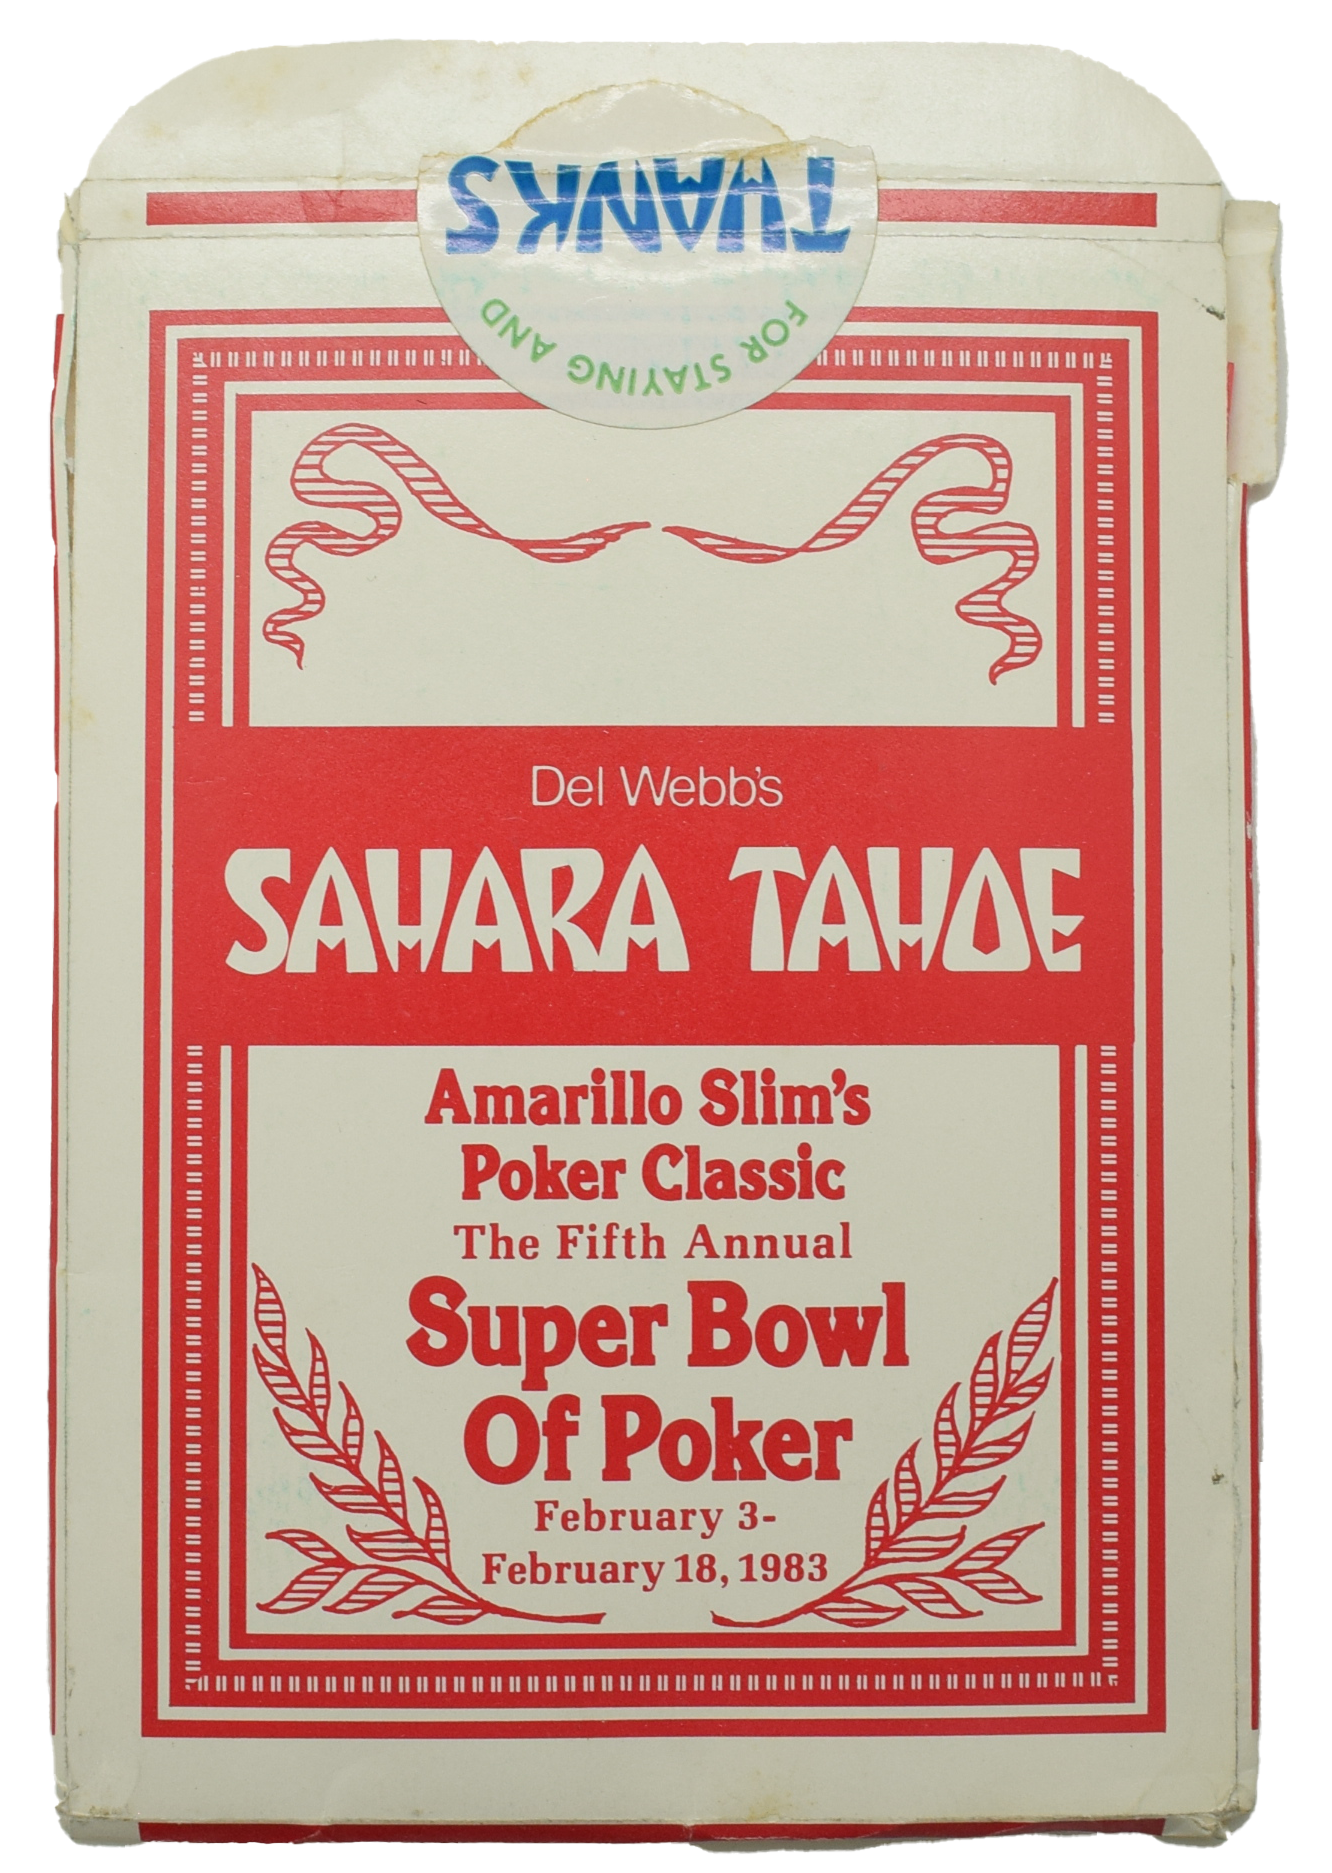 THANKS
FOR STAYING AND
Del Webb's
SAHARA TAHOE
Amarillo Slim's
Poker Classic
The Fifth Annual
Super Bowl
Of Poker
February 3-
February 18, 1983